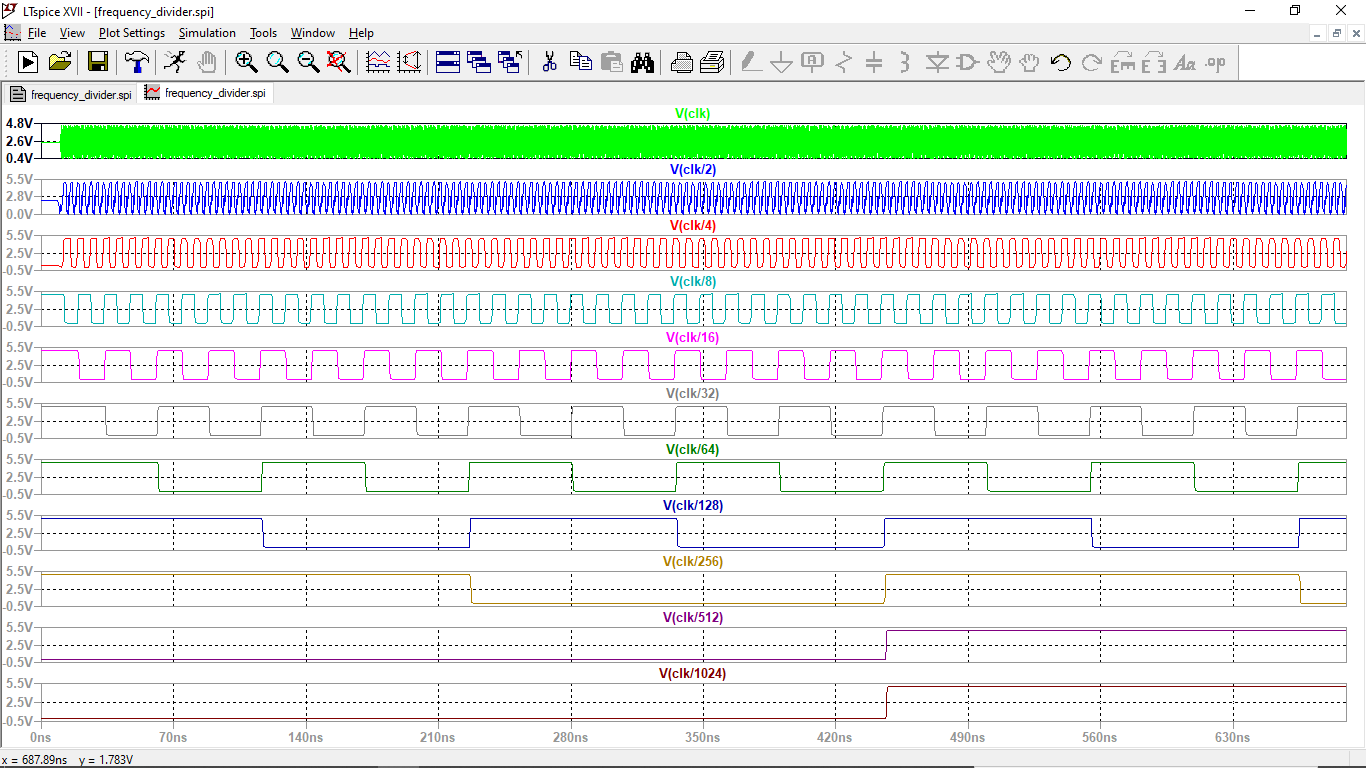 LTspice XVII - [frequency_divider.spi]
File View Plot Settings Simulation Tools Window Help
.op
frequency_divider.spi frequency_divider.spi
V(clk)
4.8V
2.6V
0.4V
V(clk/2)
5.5V
2.8V
0.0V
V(clk/4)
5.5V
2.5V
-0.5V
V(clk/8)
5.5V
2.5V
-0.5V
V(clk/16)
5.5V
2.5V
-0.5V
V(clk/32)
5.5V
2.5V
-0.5V
V(clk/64)
5.5V
2.5V
-0.5V
V(clk/128)
5.5V
2.5V
-0.5V
V(clk/256)
5.5V
2.5V
-0.5V
V(clk/512)
5.5V
2.5V
-0.5V
V(clk/1024)
5.5V
2.5V
-0.5V
0ns 70ns 140ns 210ns 280ns 350ns 420ns 490ns 560ns 630ns
x = 687.89ns y = 1.783V